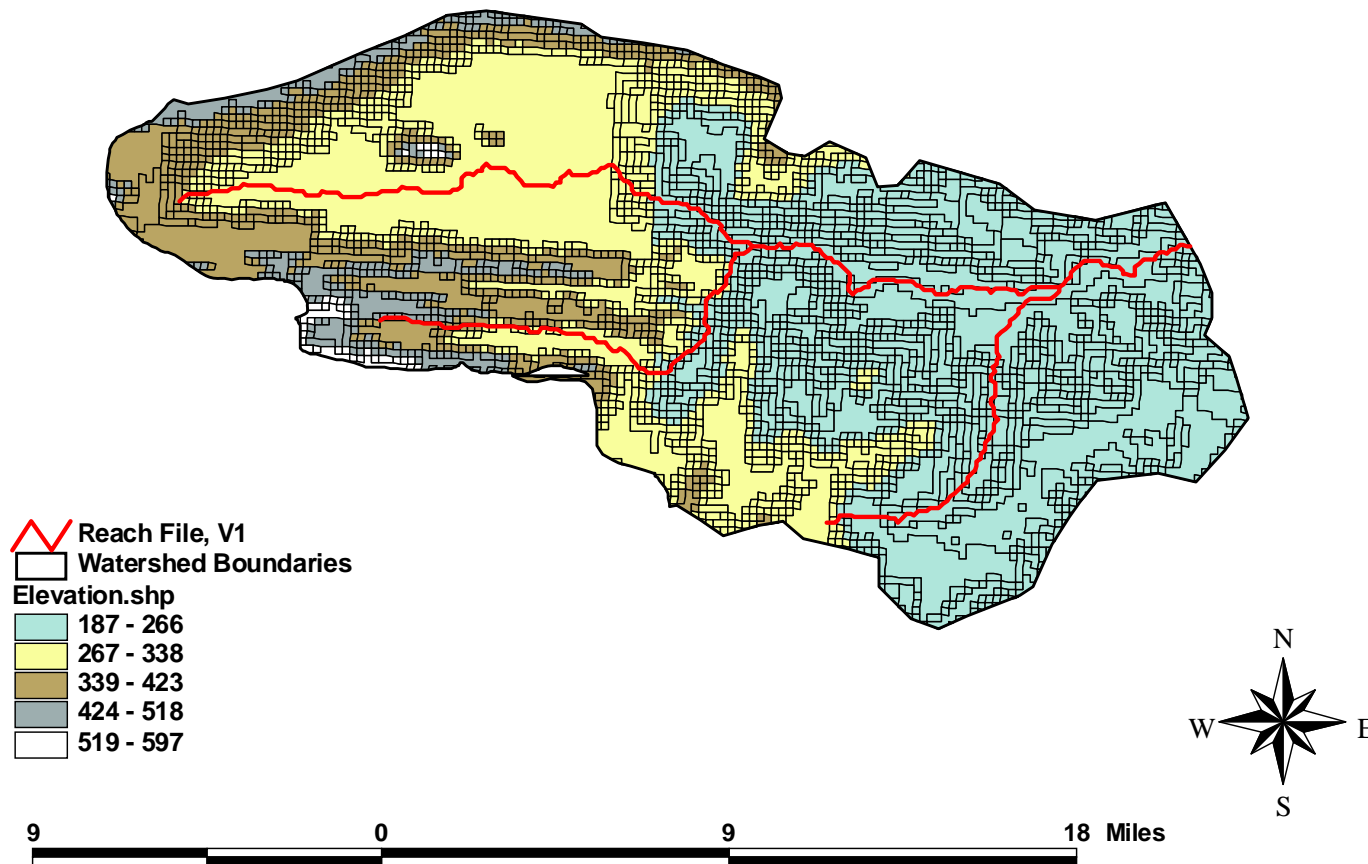 Reach File, V1
Watershed Boundaries
Elevation.shp
187 - 266
267 - 338
339 - 423
424 - 518
519 - 597
N
W
E
S
9 0 9 18 Miles